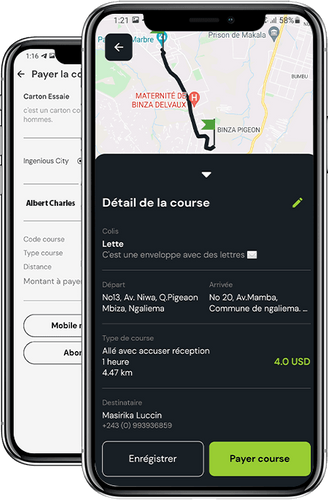 1:16
Payer la co
Carton Essaie
c'est un carton co
hommes.
Ingenious City
Albert Charles
Code course
Type course
Distance
Montant à payer
Mobile
Abon
1:21
58%
Marbre
Prison de Makala
BUMBU
MATERNITÉ DE
BINZA DELVAUX
BINZA PIGEON
Détail de la course
Colis
Lette
C'est une enveloppe avec des lettres
Départ
No13, Av. Niwa, Q.Pigeaon
Mbiza, Ngaliema
Arrivée
No 20, Av.Mamba,
Commune de ngaliema. ...
Type de course
Allé avec accuser réception
1 heure
4.47 km
4.0 USD
Destinataire
Masirika Luccin
+243 (0) 993936859
Enrégistrer
Payer course